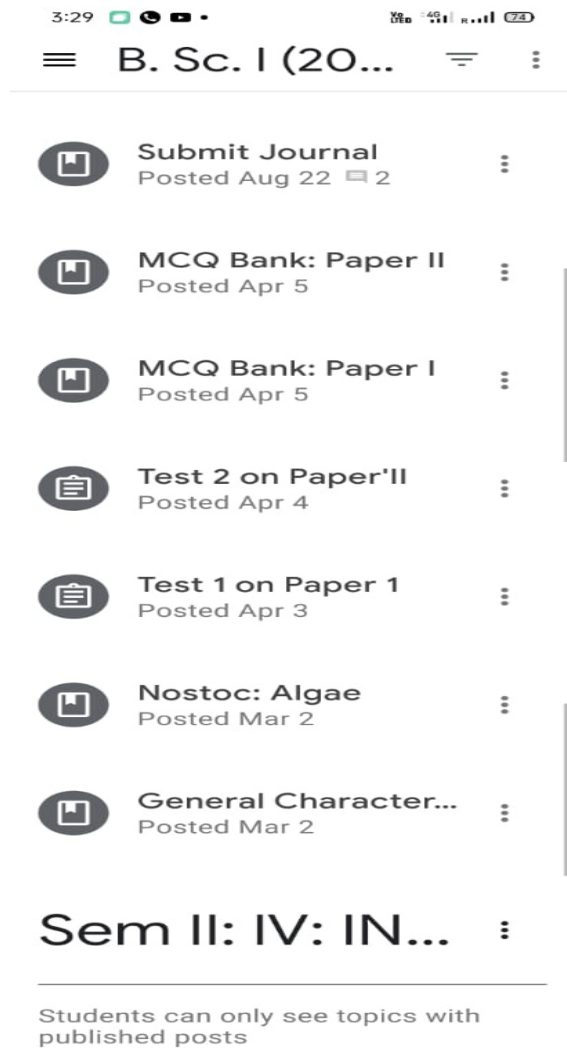 3:29 Vo LTED 4G R 74
B. Sc. I (20...
Submit Journal
Posted Aug 22 2
MCQ Bank: Paper II
Posted Apr 5
MCQ Bank: Paper I
Posted Apr 5
Test 2 on Paper'II
Posted Apr 4
Test 1 on Paper 1
Posted Apr 3
Nostoc: Algae
Posted Mar 2
General Character...
Posted Mar 2
Sem II: IV: IN...
Students can only see topics with
published posts